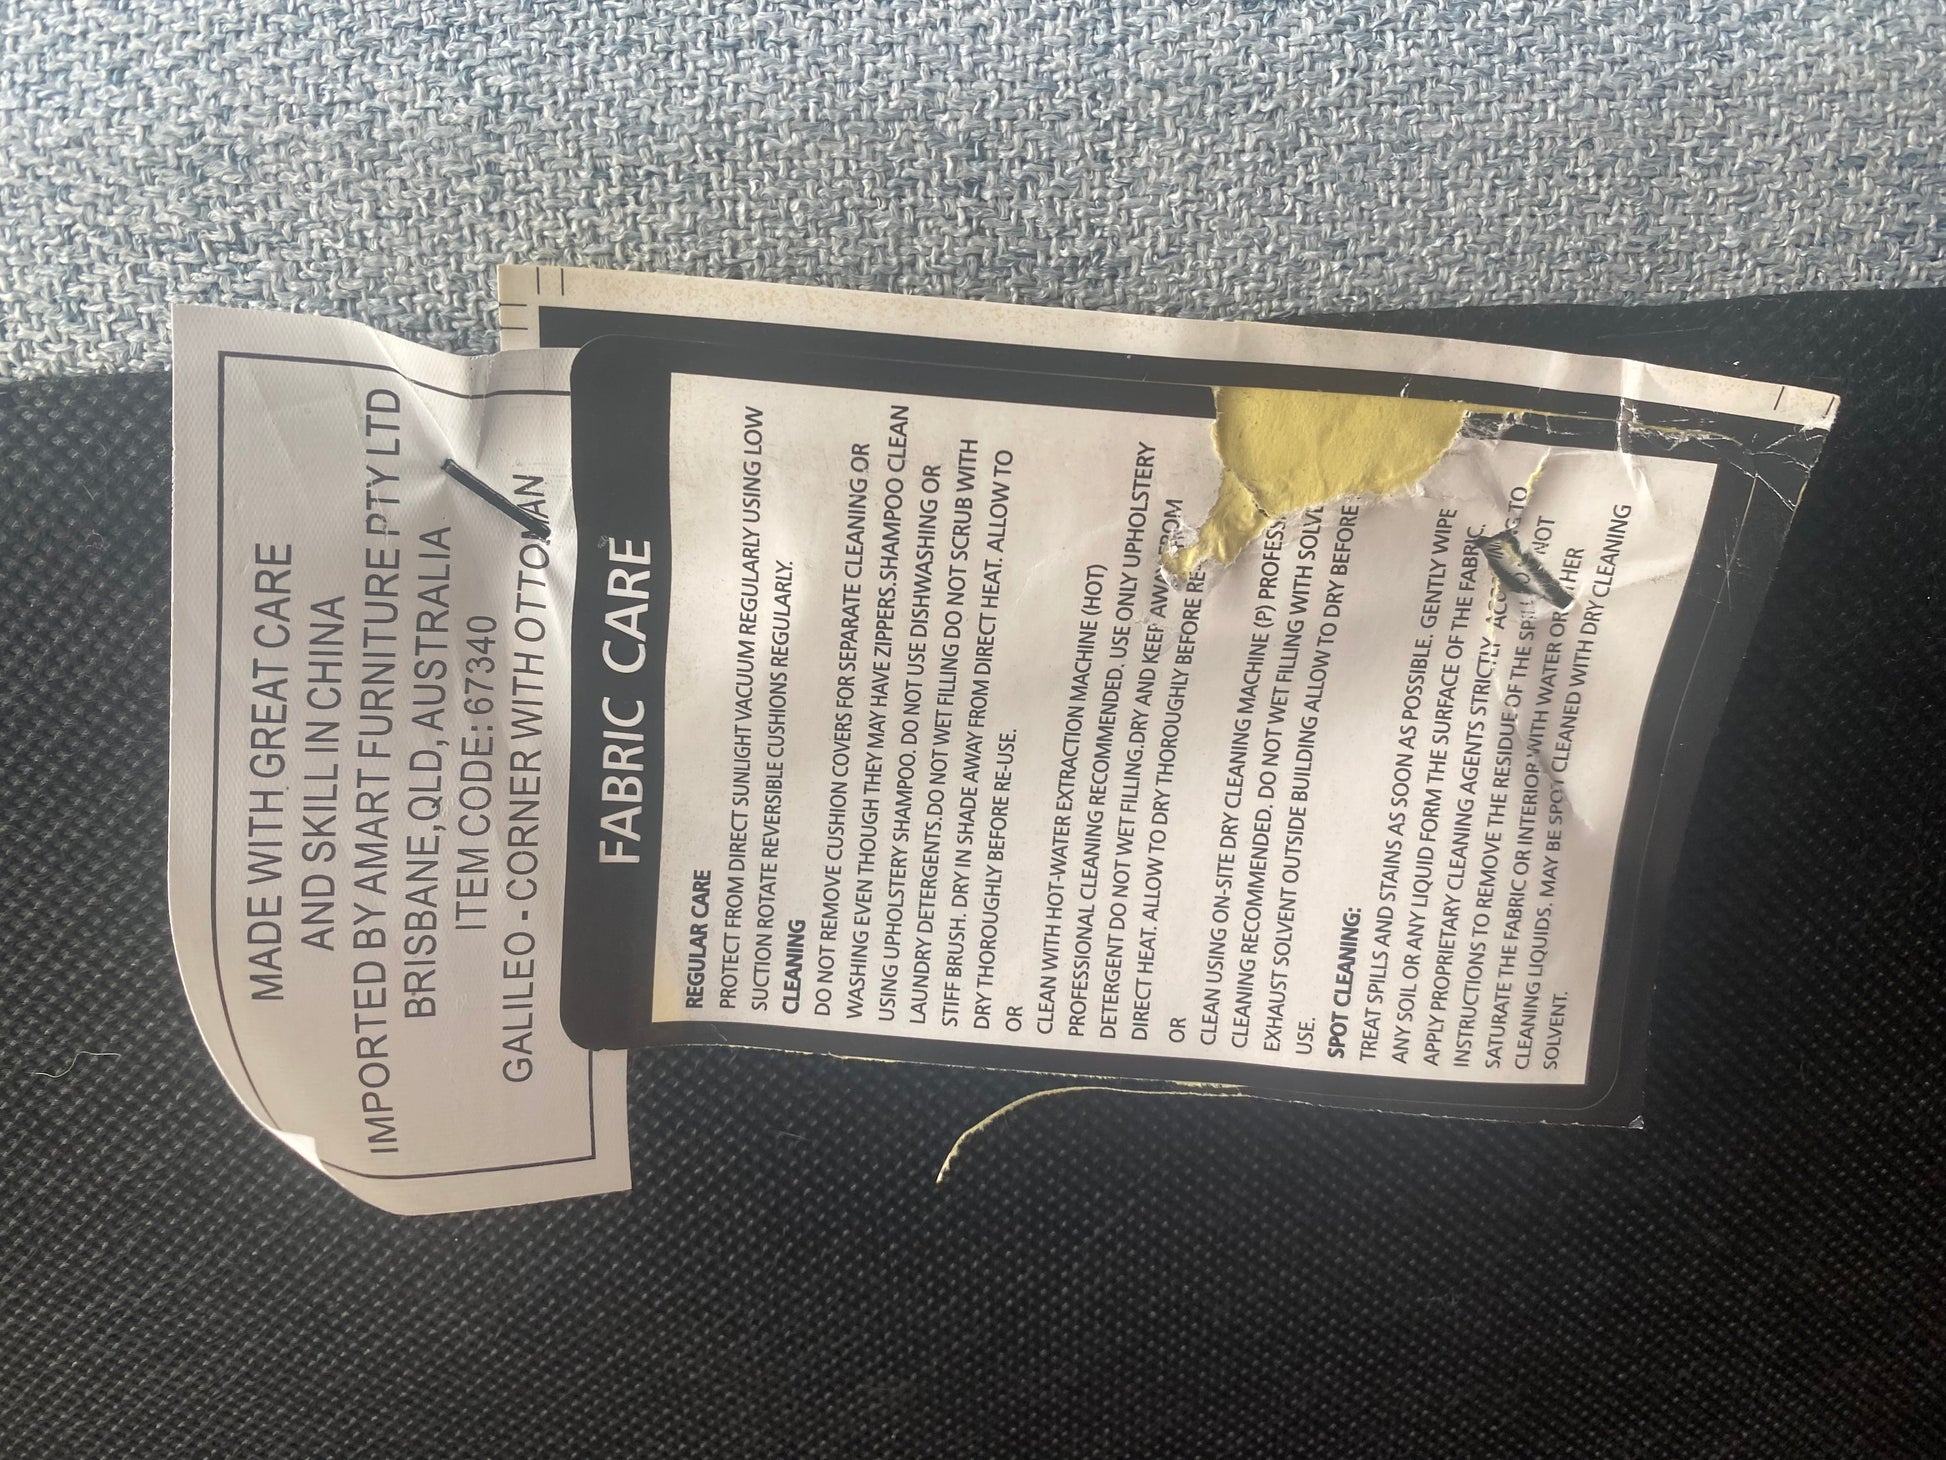 MADE WITH GREAT CARE
AND SKILL IN CHINA
IMPORTED BY AMART FURNITURE PTY LTD
BRISBANE,QLD, AUSTRALIA
ITEM CODE: 67340
GALILEO - CORNER WITH OTTOMAN
FABRIC CARE
REGULAR CARE
PROTECT FROM DIRECT SUNLIGHT VACUUM REGULARLY USING LOW
SUCTION ROTATE REVERSIBLE CUSHIONS REGULARLY.
CLEANING
DO NOT REMOVE CUSHION COVERS FOR SEPARATE CLEANING OR
WASHING EVEN THOUGH THEY MAY HAVE ZIPPERS.SHAMPOO CLEAN
USING UPHOLSTERY SHAMPOO. DO NOT USE DISHWASHING OR
LAUNDRY DETERGENTS.DO NOT WET FILLING DO NOT SCRUB WITH
STIFF BRUSH. DRY IN SHADE AWAY FROM DIRECT HEAT. ALLOW TO
DRY THOROUGHLY BEFORE RE-USE.
OR
CLEAN WITH HOT-WATER EXTRACTION MACHINE (HOT)
PROFESSIONAL CLEANING RECOMMENDED. USE ONLY UPHOLSTERY
DETERGENT DO NOT WET FILLING.DRY AND KEEP AWAY FROM
DIRECT HEAT. ALLOW TO DRY THOROUGHLY BEFORE RE
OR
CLEAN USING ON-SITE DRY CLEANING MACHINE (P) PROFESS
CLEANING RECOMMENDED. DO NOT WET FILLING WITH SOLVE
EXHAUST SOLVENT OUTSIDE BUILDING ALLOW TO DRY BEFORE
USE.
SPOT CLEANING:
TREAT SPILLS AND STAINS AS SOON AS POSSIBLE. GENTLY WIPE
ANY SOIL OR ANY LIQUID FORM THE SURFACE OF THE FABRIC.
APPLY PROPRIETARY CLEANING AGENTS STRICTLY TO
INSTRUCTIONS TO REMOVE THE RESIDUE OF THE NOT
SATURATE THE FABRIC OR INTERIOR WITH WATER OR
CLEANING LIQUIDS. MAY BE SPOT CLEANED WITH DRY CLEANING
SOLVENT.